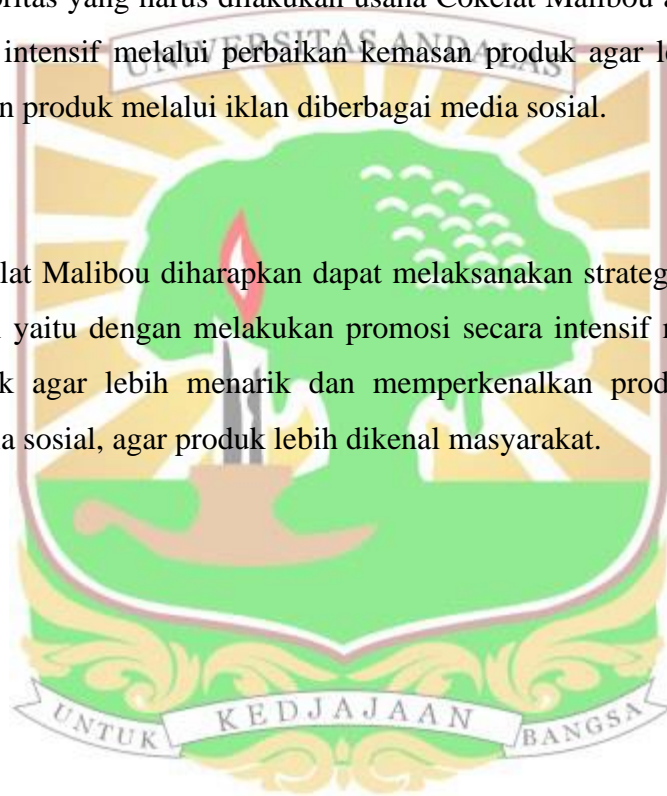 ritas yang harus dilakukan usaha Cokelat Malibou a
intensif melalui perbaikan kemasan produk agar le
UNIVERSITAS ANDALAS
n produk melalui iklan diberbagai media sosial.
lat Malibou diharapkan dapat melaksanakan strateg
yaitu dengan melakukan promosi secara intensif
k agar lebih menarik dan memperkenalkan prod
a sosial, agar produk lebih dikenal masyarakat.
UNTUK KEDJAJAAN BANGSA